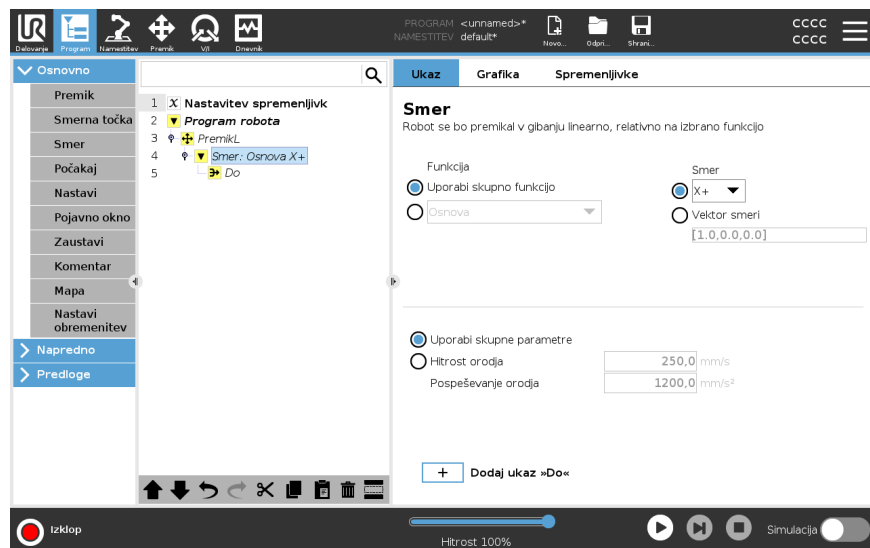 PROGRAM <unnamed>*
NAMESTITEV default*
cccc
cccc
Delovanje Program Namestitev Premik V/I Dnevnik Novo... Odpri... Shrani...
Osnovno
Premik
Smerna točka
Smer
Počakaj
Nastavi
Pojavno okno
Zaustavi
Komentar
Mapa
Nastavi
obremenitev
Napredno
Predloge
1 X Nastavitev spremenljivk
2 Program robota
3 PremikL
4 Smer: Osnova X+
5 Do
Ukaz Grafika Spremenljivke
Smer
Robot se bo premikal v gibanju linearno, relativno na izbrano funkcijo
Funkcija
Uporabi skupno funkcijo
Osnova
Smer
X+
Vektor smeri
[1.0,0.0,0.0]
Uporabi skupne parametre
Hitrost orodja 250,0 mm/s
Pospeševanje orodja 1200,0 mm/s²
+ Dodaj ukaz »Do«
Izklop
Hitrost 100%
Simulacija